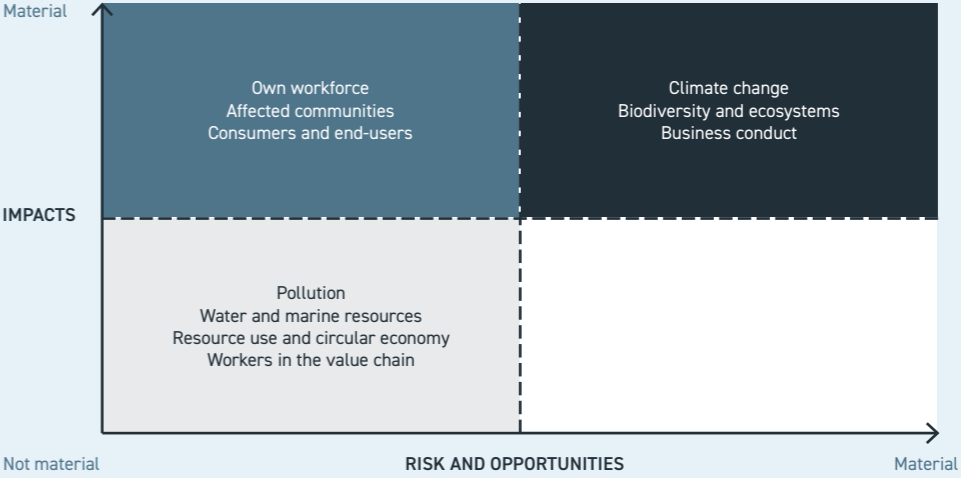 Material
Own workforce
Affected communities
Consumers and end-users
Climate change
Biodiversity and ecosystems
Business conduct
IMPACTS
Pollution
Water and marine resources
Resource use and circular economy
Workers in the value chain
Not material
RISK AND OPPORTUNITIES
Material